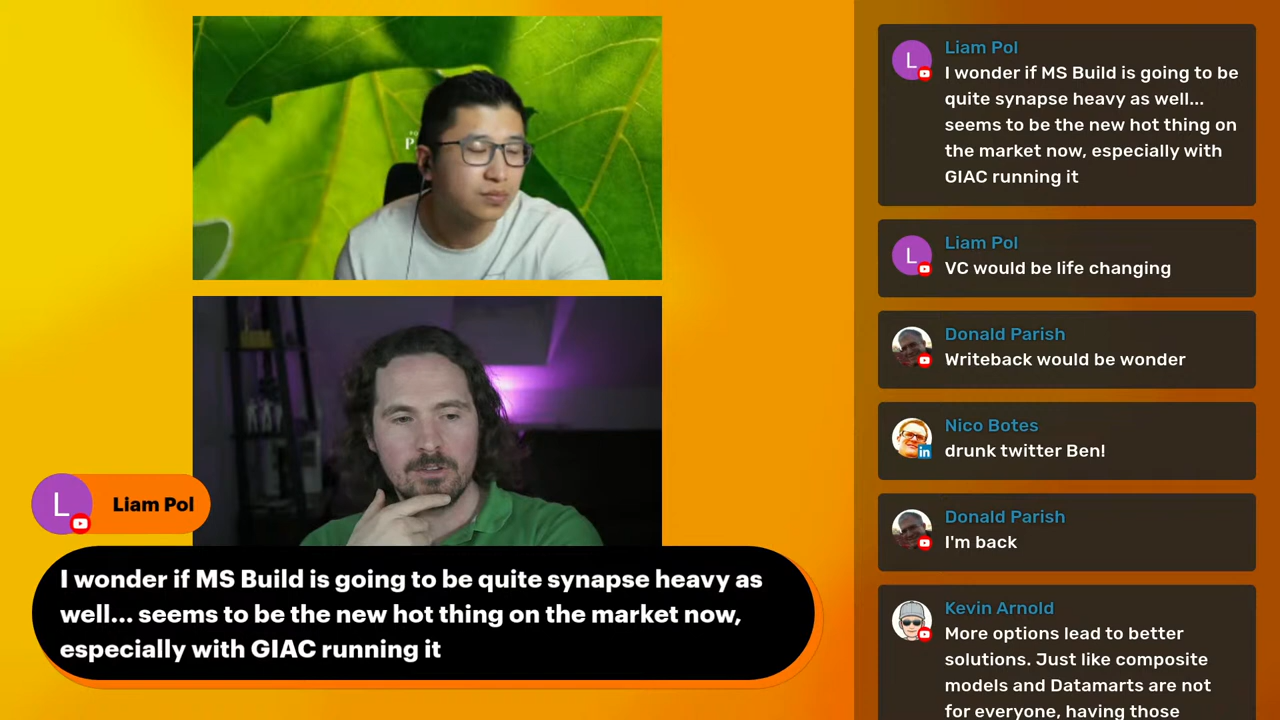 Liam Pol
I wonder if MS Build is going to be quite synapse heavy as
well... seems to be the new hot thing on the market now,
especially with GIAC running it
L
Liam Pol
I wonder if MS Build is going to be
quite synapse heavy as well...
seems to be the new hot thing on
the market now, especially with
GIAC running it
L
Liam Pol
VC would be life changing
L
Donald Parish
Writeback would be wonder
Nico Botes
drunk twitter Ben!
in
Donald Parish
I'm back
Kevin Arnold
More options lead to better
solutions. Just like composite
models and Datamarts are not
for everyone, having those